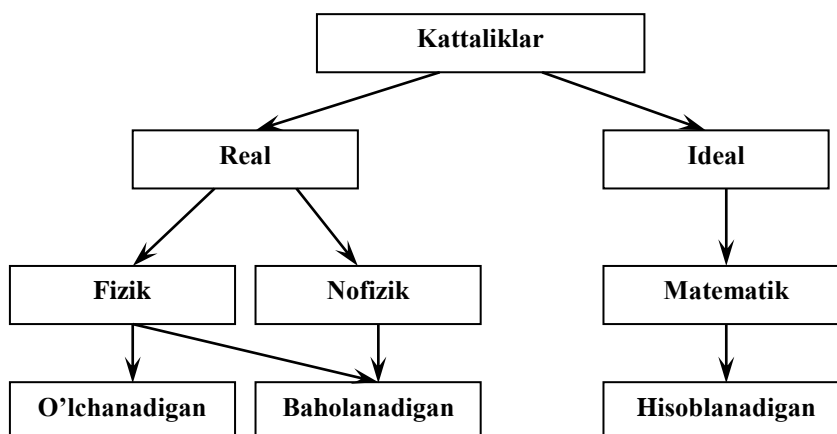 Kattaliklar
Real
Ideal
Fizik
Nofizik
Matematik
O’lchanadigan
Baholanadigan
Hisoblanadigan